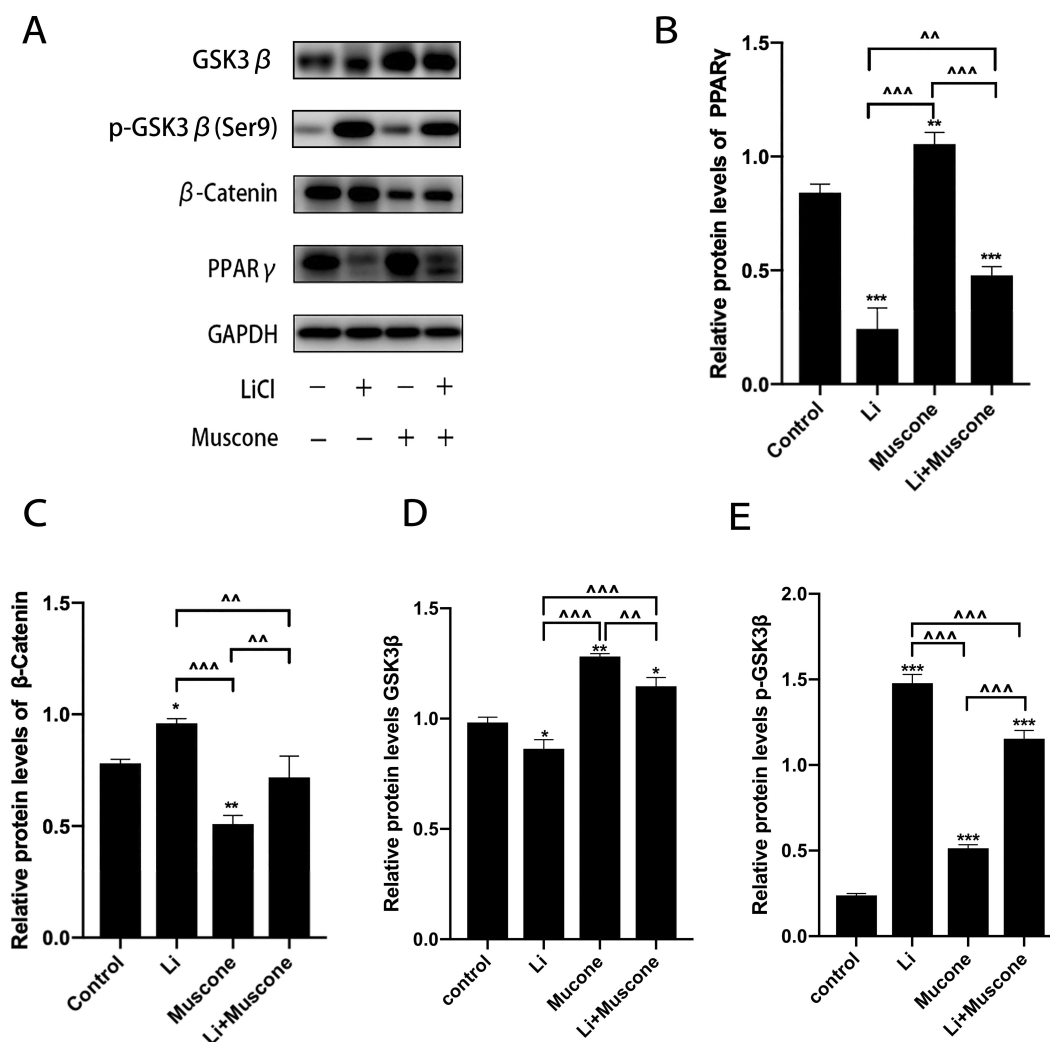 A
GSK3 β
p-GSK3 β (Ser9)
β-Catenin
PPAR γ
GAPDH
LiCl − + − +
Muscone − − + +
B
Relative protein levels of PPARγ
1.5
1.0
0.5
0.0
^^
^^^
^^^
***
**
***
Control
Li
Muscone
Li+Muscone
C
Relative protein levels of β-Catenin
1.5
1.0
0.5
0.0
^^
^^
^^^
*
**
Control
Li
Muscone
Li+Muscone
D
Relative protein levels GSK3β
1.5
1.0
0.5
0.0
^^^
^^^ ^^
*
**
*
control
Li
Mucone
Li+Muscone
E
Relative protein levels p-GSK3β
2.0
1.5
1.0
0.5
0.0
^^^
^^^
^^^
***
***
***
control
Li
Mucone
Li+Muscone